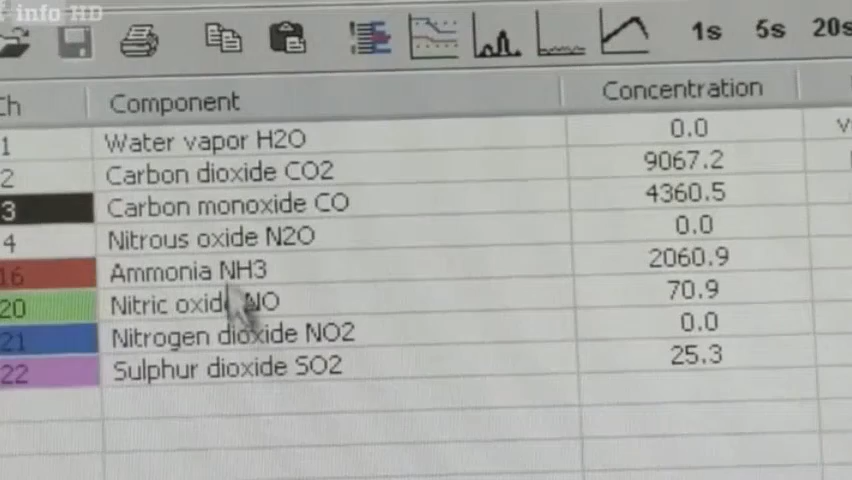 info HD
1s 5s 20s
Ch Component Concentration
1 Water vapor H2O 0.0
2 Carbon dioxide CO2 9067.2
3 Carbon monoxide CO 4360.5
4 Nitrous oxide N2O 0.0
16 Ammonia NH3 2060.9
20 Nitric oxide NO 70.9
21 Nitrogen dioxide NO2 0.0
22 Sulphur dioxide SO2 25.3